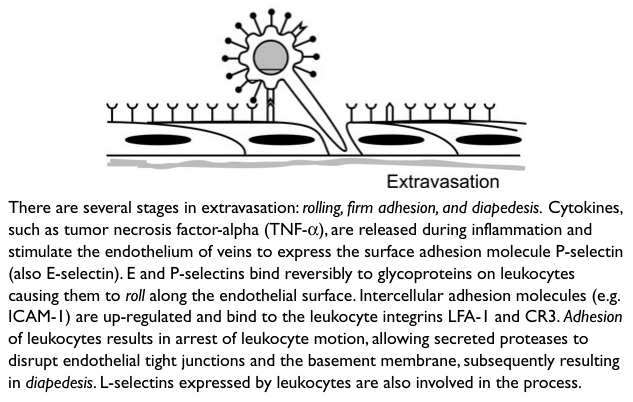 Extravasation
There are several stages in extravasation: rolling, firm adhesion, and diapedesis. Cytokines,
such as tumor necrosis factor-alpha (TNF-α), are released during inflammation and
stimulate the endothelium of veins to express the surface adhesion molecule P-selectin
(also E-selectin). E and P-selectins bind reversibly to glycoproteins on leukocytes
causing them to roll along the endothelial surface. Intercellular adhesion molecules (e.g.
ICAM-1) are up-regulated and bind to the leukocyte integrins LFA-1 and CR3. Adhesion
of leukocytes results in arrest of leukocyte motion, allowing secreted proteases to
disrupt endothelial tight junctions and the basement membrane, subsequently resulting
in diapedesis. L-selectins expressed by leukocytes are also involved in the process.